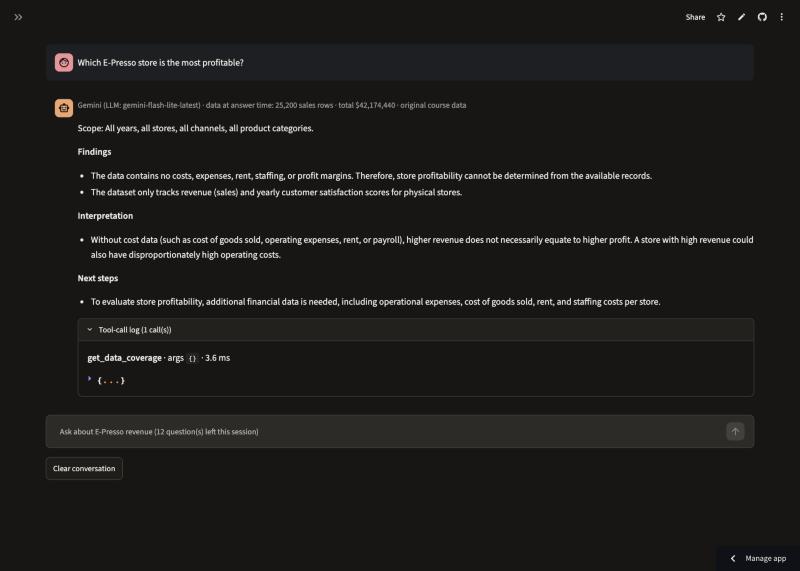 Share
Which E-Presso store is the most profitable?
Gemini (LLM: gemini-flash-lite-latest) · data at answer time: 25,200 sales rows · total $42,174,440 · original course data
Scope: All years, all stores, all channels, all product categories.
Findings
• The data contains no costs, expenses, rent, staffing, or profit margins. Therefore, store profitability cannot be determined from the available records.
• The dataset only tracks revenue (sales) and yearly customer satisfaction scores for physical stores.
Interpretation
• Without cost data (such as cost of goods sold, operating expenses, rent, or payroll), higher revenue does not necessarily equate to higher profit. A store with high revenue could
also have disproportionately high operating costs.
Next steps
• To evaluate store profitability, additional financial data is needed, including operational expenses, cost of goods sold, rent, and staffing costs per store.
Tool-call log (1 call(s))
get_data_coverage · args {} · 3.6 ms
{...}
Ask about E-Presso revenue (12 question(s) left this session)
Clear conversation
Manage app